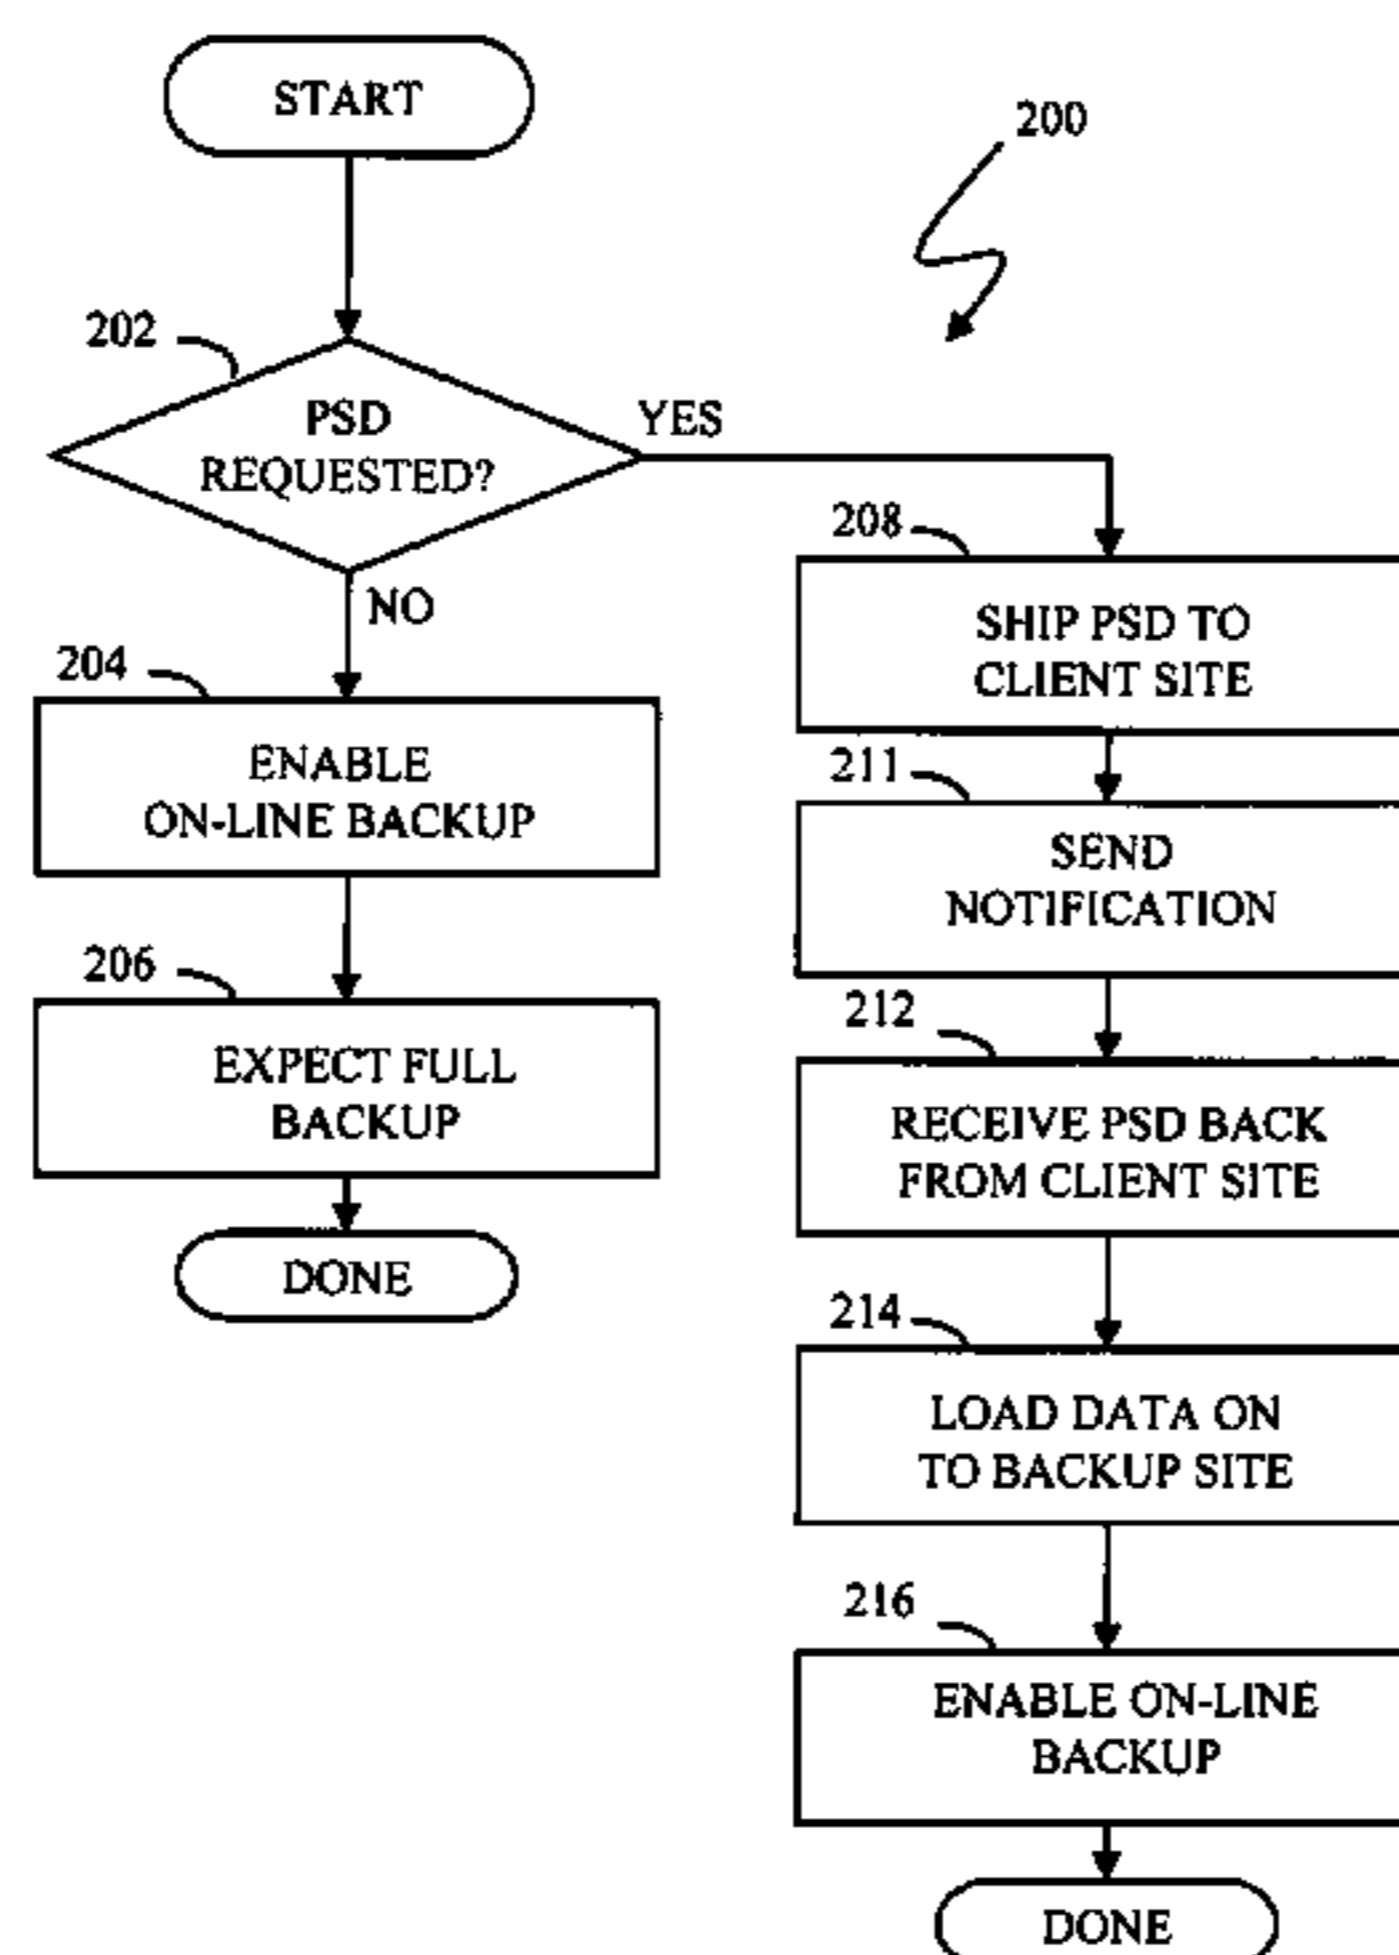 START
200
202
PSD
REQUESTED?
YES
NO
204
ENABLE
ON-LINE BACKUP
206
EXPECT FULL
BACKUP
DONE
208
SHIP PSD TO
CLIENT SITE
211
SEND
NOTIFICATION
212
RECEIVE PSD BACK
FROM CLIENT SITE
214
LOAD DATA ON
TO BACKUP SITE
216
ENABLE ON-LINE
BACKUP
DONE